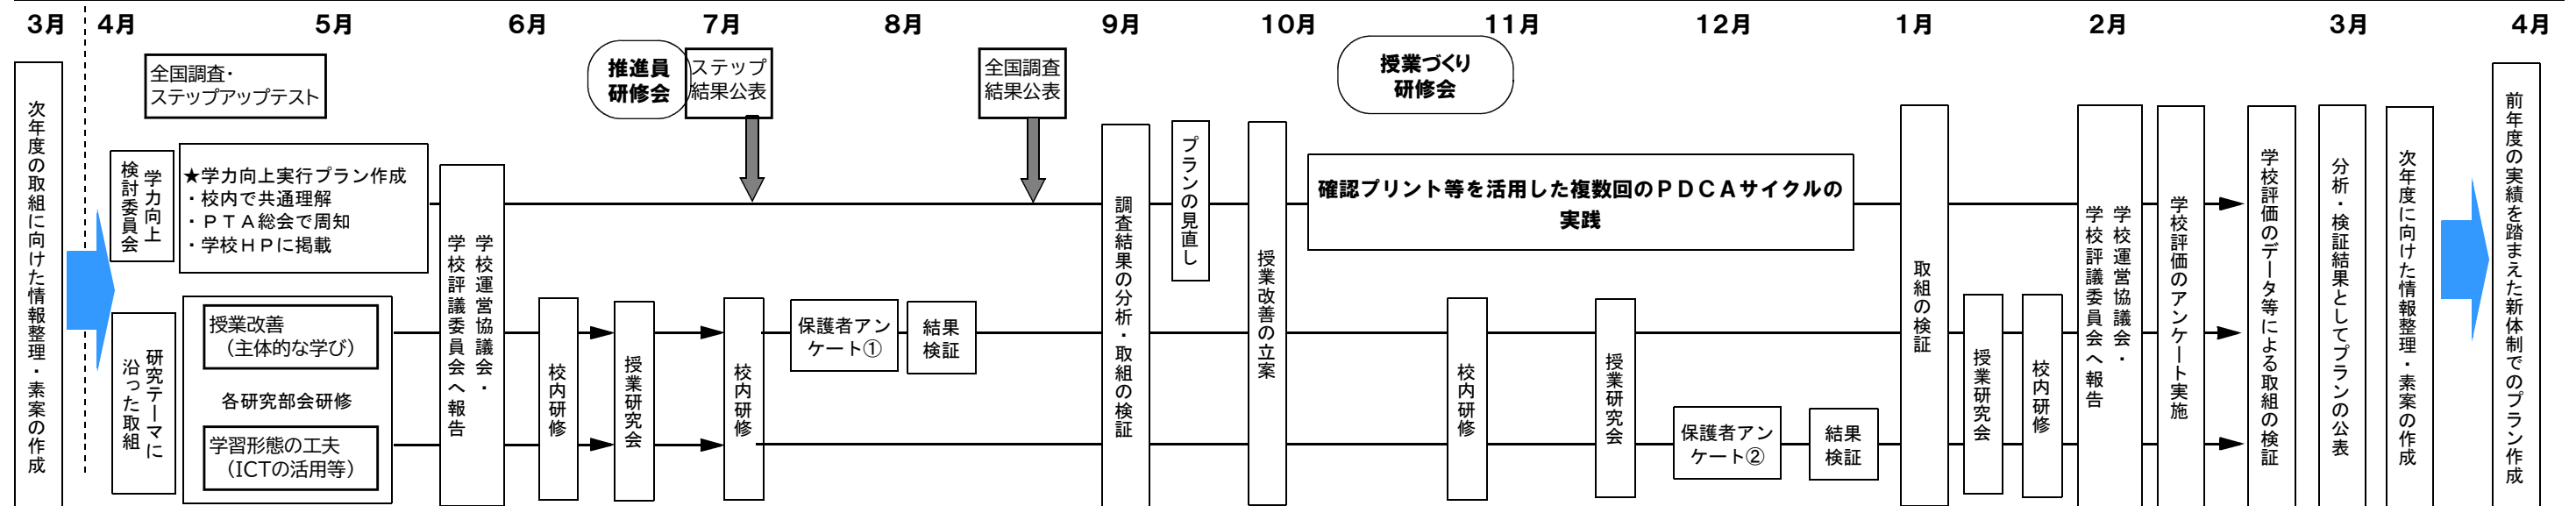 3月
4月
5月
6月
7月
8月
9月
10月
11月
12月
1月
2月
3月
4月
次年度の取組に向けた情報整理・素案の作成
全国調査・
ステップアップテスト
学力向上
検討委員会
★学力向上実行プラン作成
・校内で共通理解
・ＰＴＡ総会で周知
・学校ＨＰに掲載
研究テーマに
沿った取組
授業改善
（主体的な学び）
各研究部会研修
学習形態の工夫
（ICTの活用等）
学校運営協議会・
学校評議委員会へ報告
校内研修
推進員
研修会
授業研究会
ステップ
結果公表
校内研修
保護者アン
ケート①
結果
検証
全国調査
結果公表
調査結果の分析・取組の検証
プランの見直し
授業改善の立案
授業づくり
研修会
確認プリント等を活用した複数回のＰＤＣＡサイクルの
実践
校内研修
授業研究会
保護者アン
ケート②
結果
検証
取組の検証
授業研究会
校内研修
学校運営協議会・
学校評議委員会へ報告
学校評価のアンケート実施
学校評価のデータ等による取組の検証
分析・検証結果としてプランの公表
次年度に向けた情報整理・素案の作成
前年度の実績を踏まえた新体制でのプラン作成